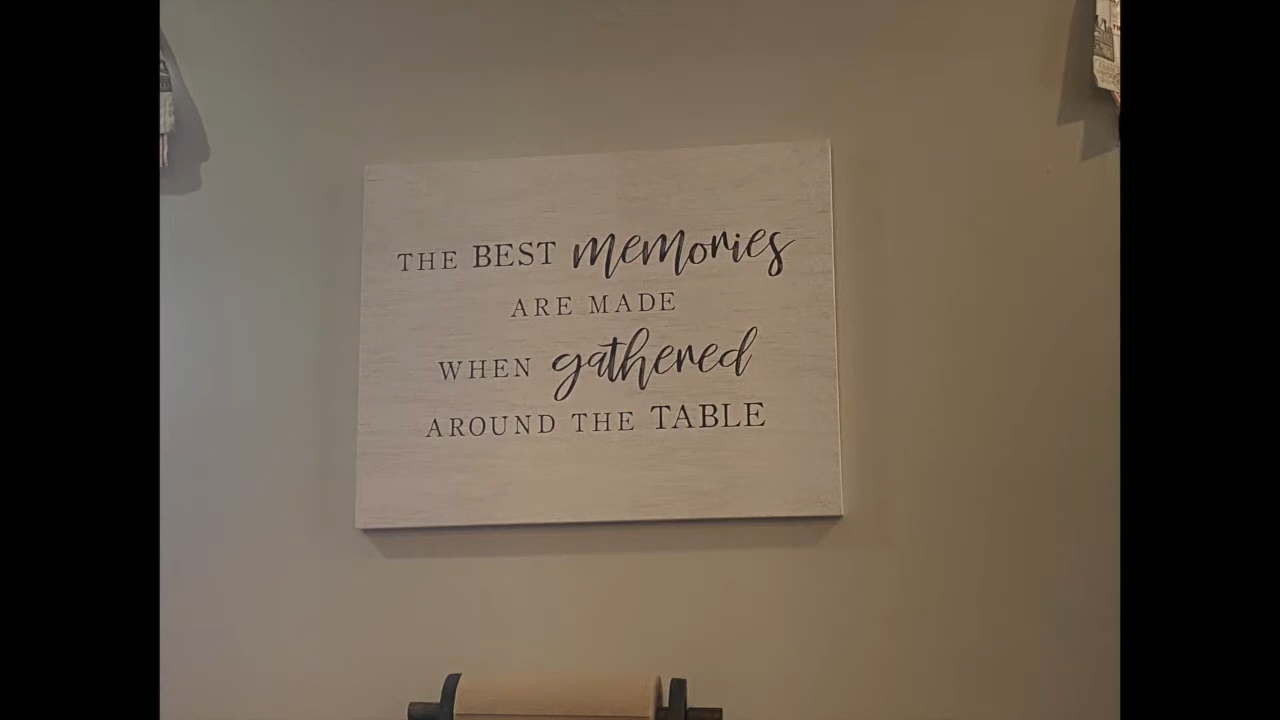 THE BEST memories
ARE MADE
WHEN gathered
AROUND THE TABLE